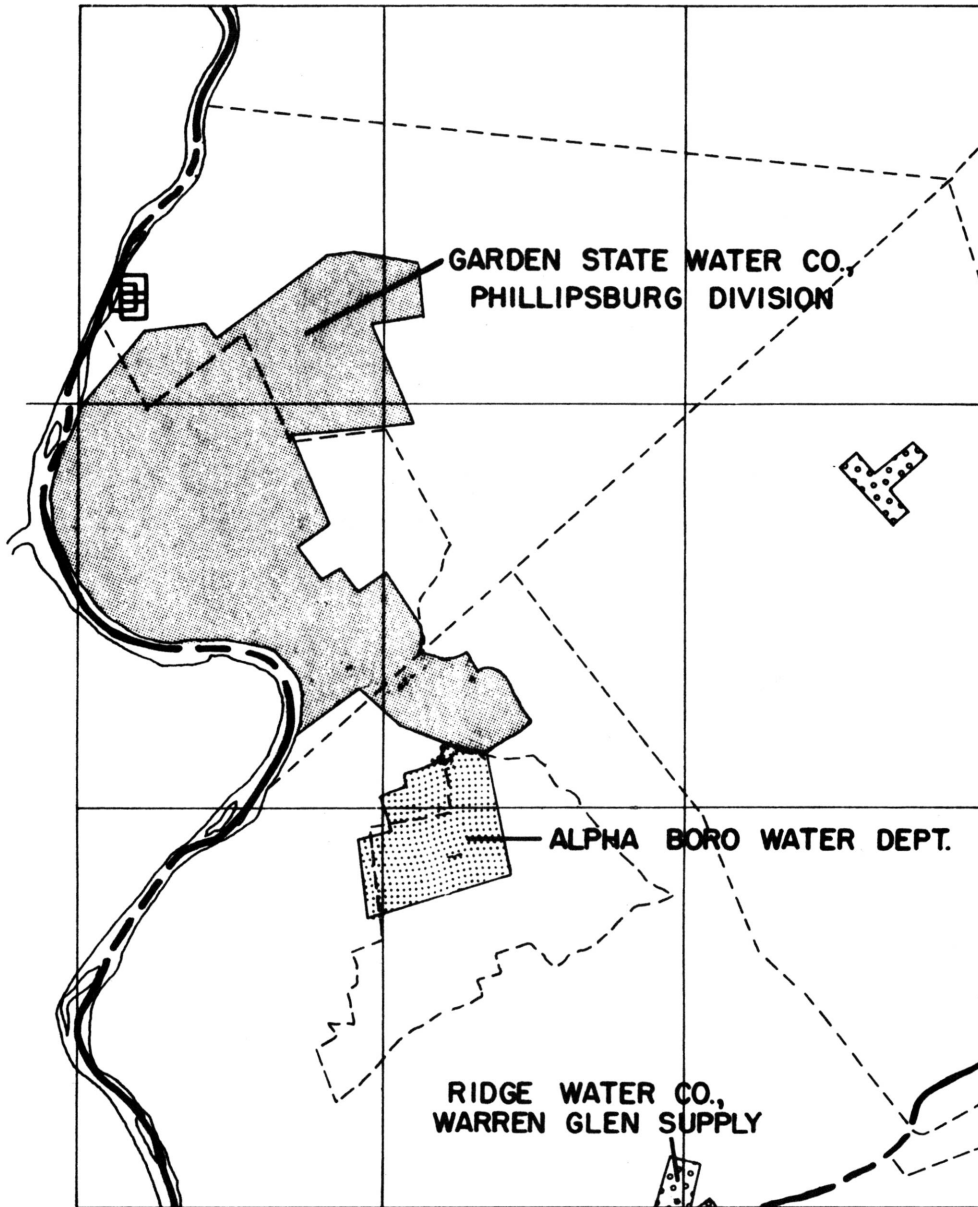 GARDEN STATE WATER CO.,
PHILLIPSBURG DIVISION
ALPHA BORO WATER DEPT.
RIDGE WATER CO.,
WARREN GLEN SUPPLY